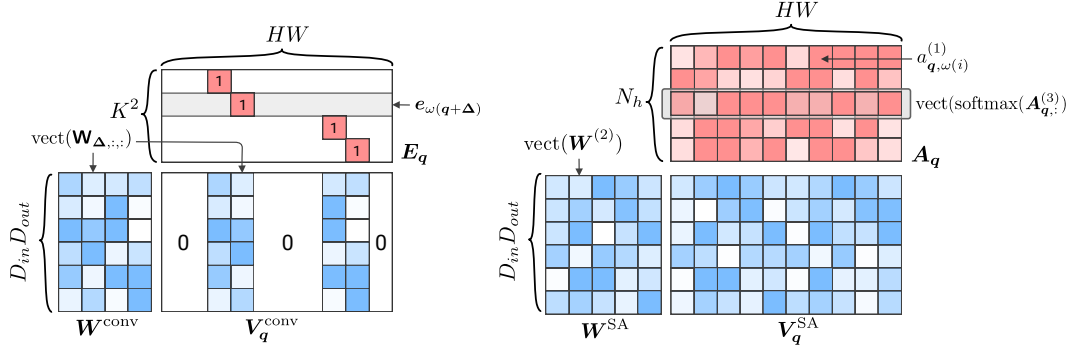 HW
K²
1
1
1
1
e_ω(q+Δ)
vect(W_Δ,:,:)
E_q
D_in D_out
0
0
0
W^conv
V_q^conv
HW
N_h
a^(1)_q,ω(i)
vect(softmax(A^(3)_q,:)
vect(W^(2))
A_q
D_in D_out
W^SA
V_q^SA